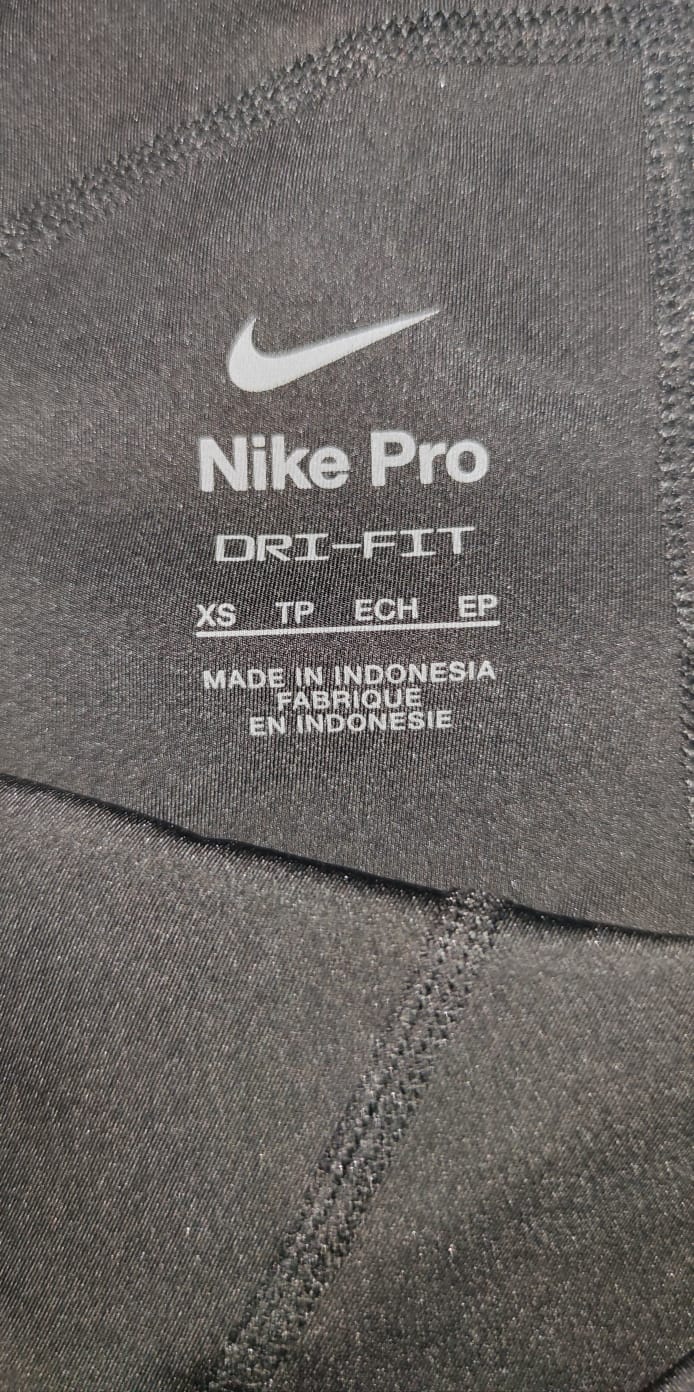 Nike Pro
DRI-FIT
XS TP ECH EP
MADE IN INDONESIA
FABRIQUE
EN INDONESIE